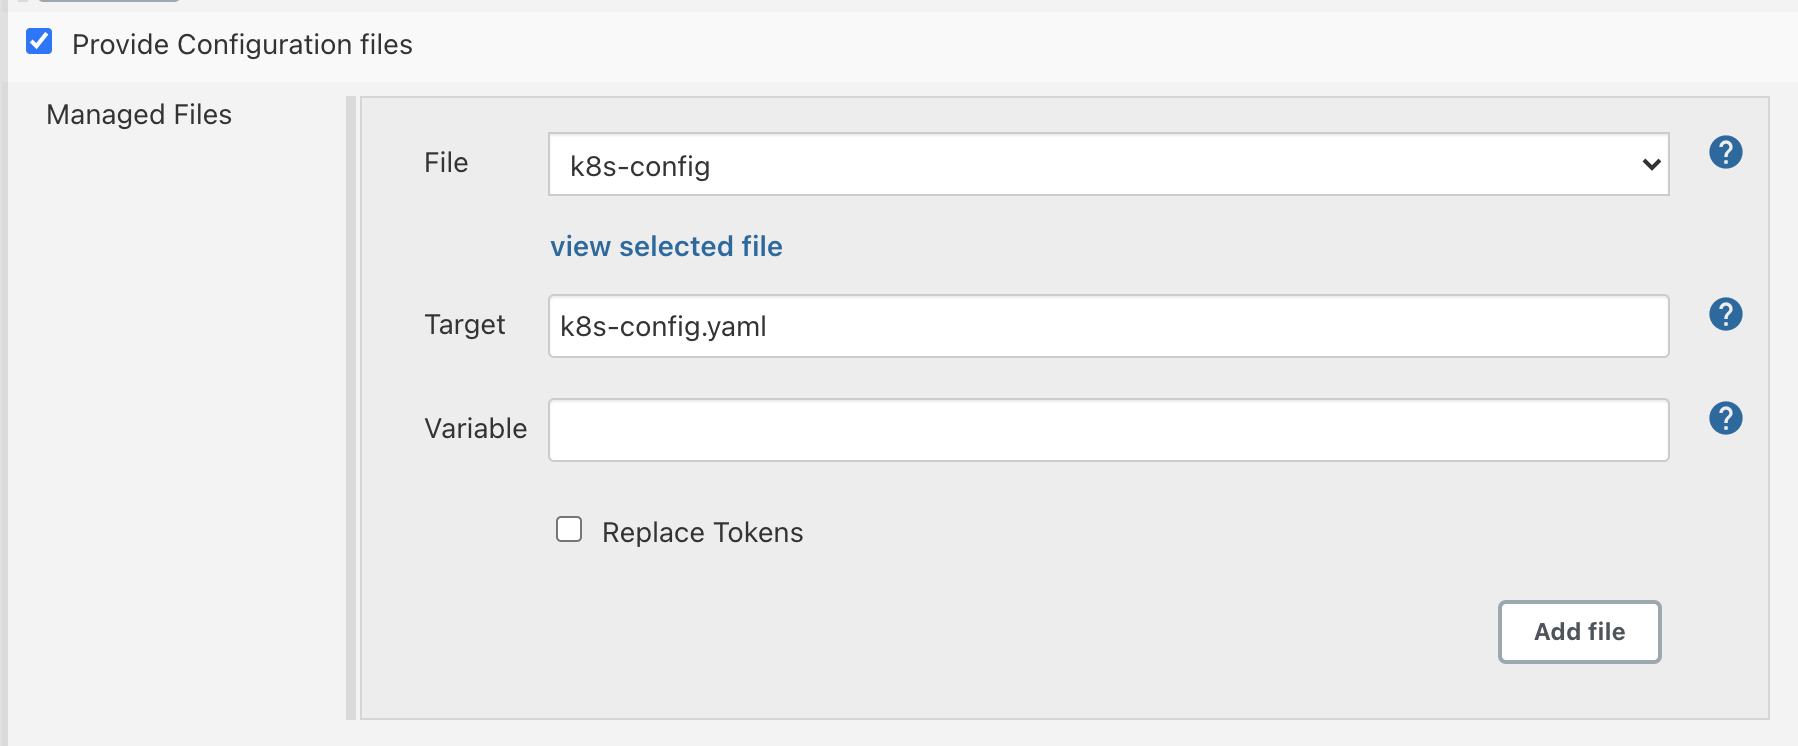 Provide Configuration files
Managed Files
File
k8s-config
?
view selected file
Target
k8s-config.yaml
?
Variable
?
Replace Tokens
Add file